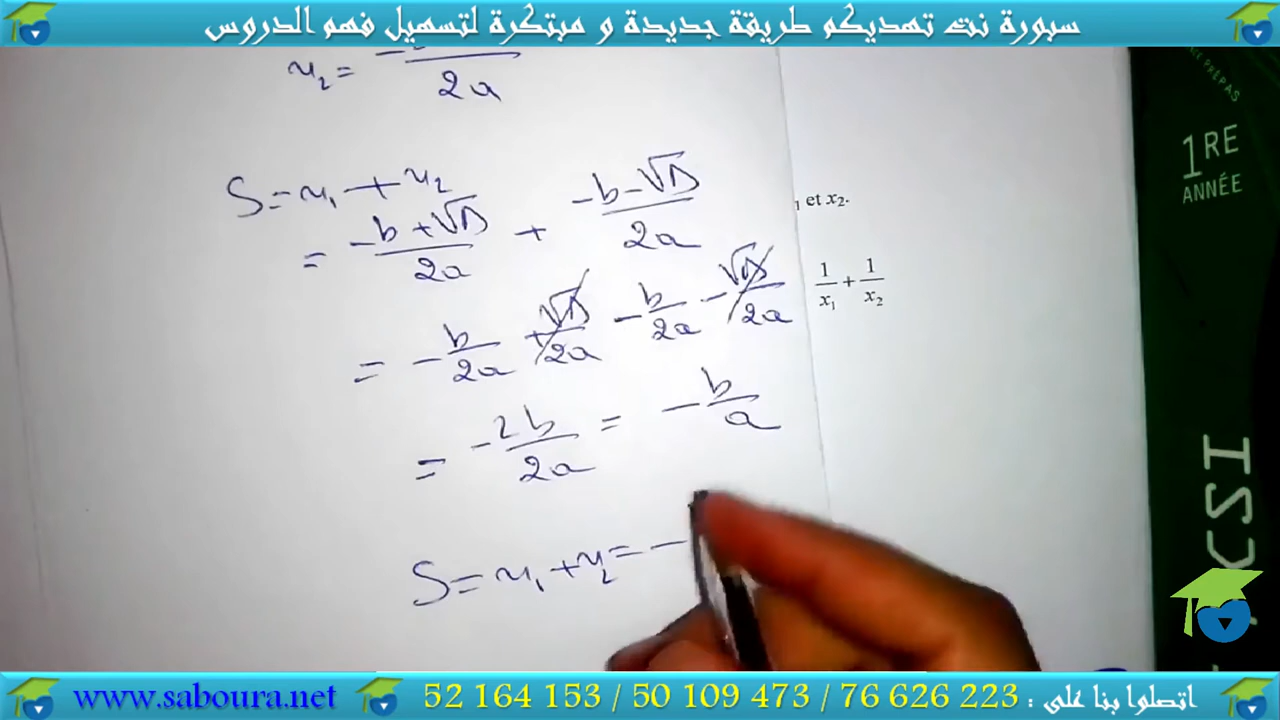 سبورة نت تهديكم طريقة جديدة و مبتكرة لتسهيل فهم الدروس
x₂ = 2a
S = x₁ + x₂
= (-b + √Δ)/2a + (-b - √Δ)/2a
= -b/2a + √Δ/2a - b/2a - √Δ/2a
= -2b/2a = -b/a
S = x₁ + x₂ = -
₁ et x₂.
1/x₁ + 1/x₂
PRÉPAS
1RE
ANNÉE
www.saboura.net
52 164 153 / 50 109 473 / 76 626 223 : اتصلوا بنا على